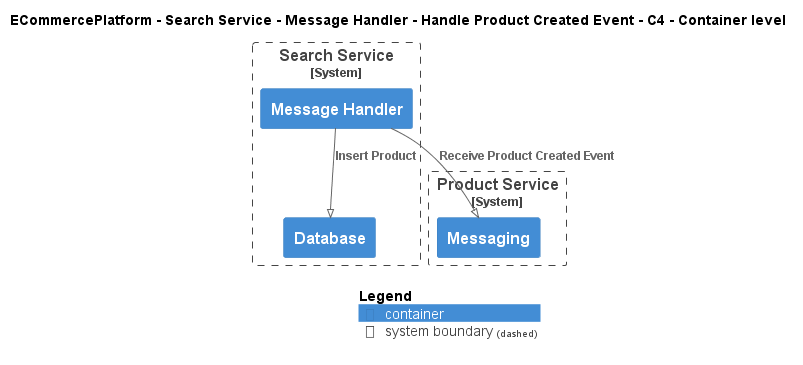 ECommercePlatform - Search Service - Message Handler - Handle Product Created Event - C4 - Container level
Search Service
[System]
Message Handler
Insert Product
Receive Product Created Event
Product Service
[System]
Database
Messaging
Legend
container
system boundary (dashed)